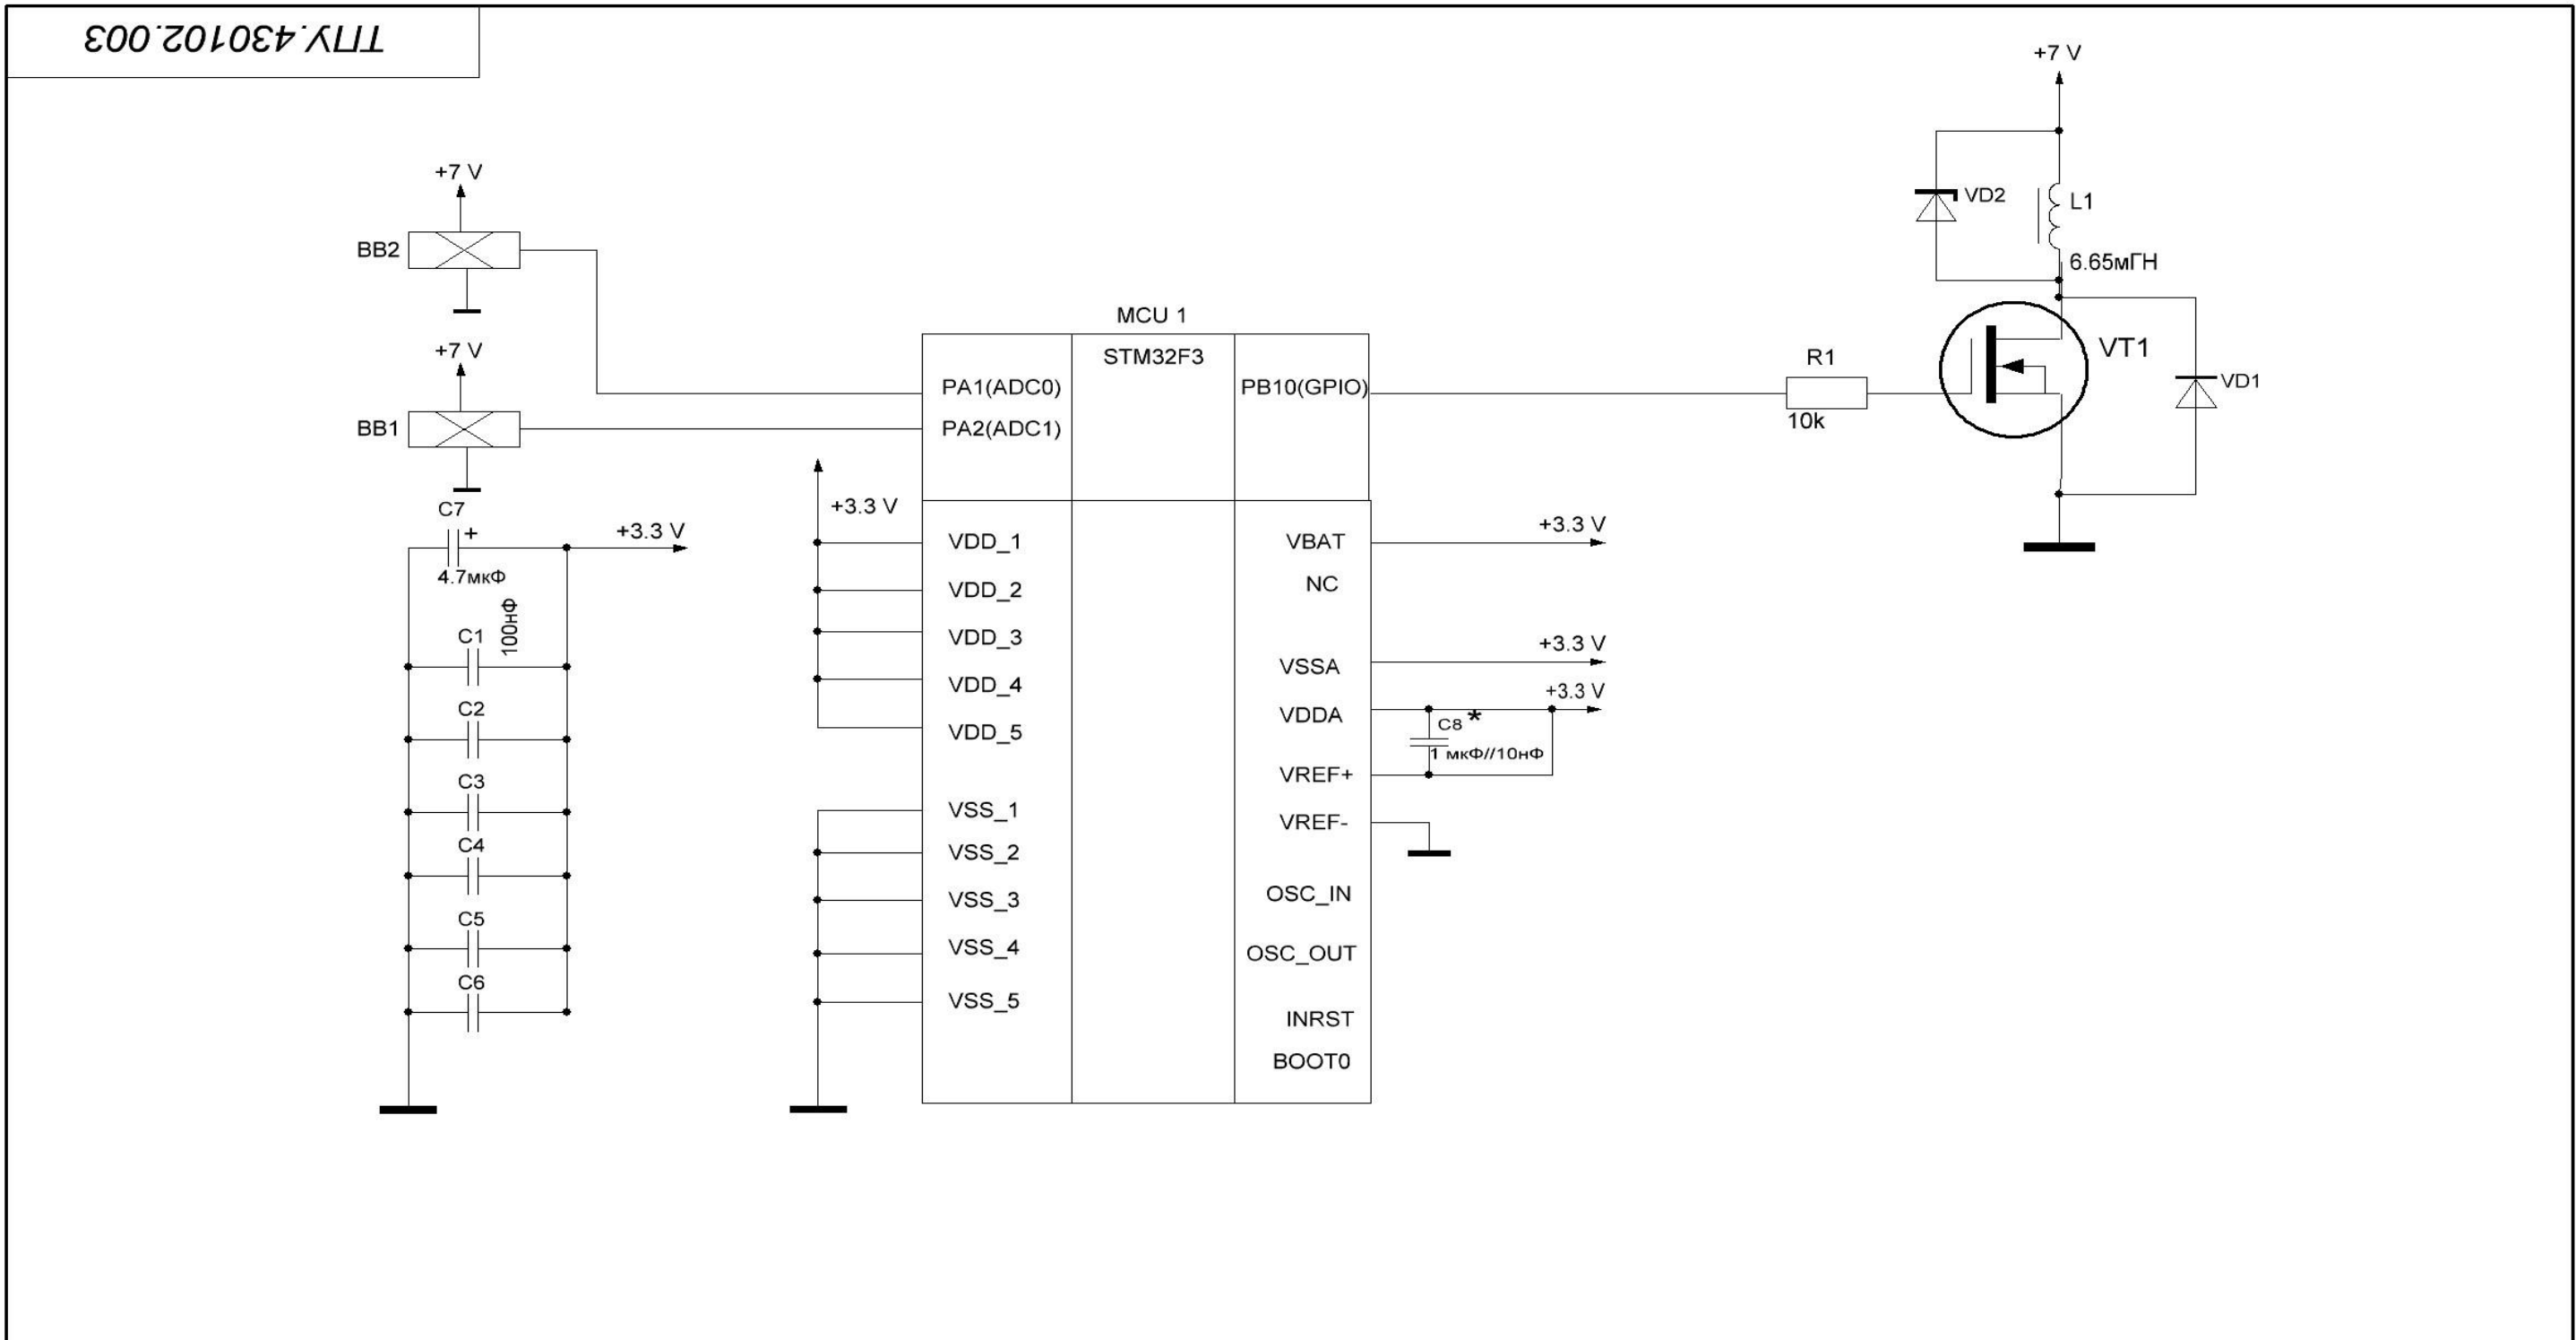 ТПУ.430102.003
+7 V
+7 V
BB2
VD2
L1
6.65мГН
MCU 1
STM32F3
+7 V
BB1
PA1(ADC0)
PA2(ADC1)
PB10(GPIO)
R1
10k
VT1
VD1
C7
+
4.7мкФ
+3.3 V
100нФ
C1
C2
C3
C4
C5
C6
+3.3 V
VDD_1
VDD_2
VDD_3
VDD_4
VDD_5
VSS_1
VSS_2
VSS_3
VSS_4
VSS_5
VBAT
+3.3 V
NC
VSSA
+3.3 V
VDDA
+3.3 V
C8 *
1 мкФ//10нФ
VREF+
VREF-
OSC_IN
OSC_OUT
INRST
BOOT0